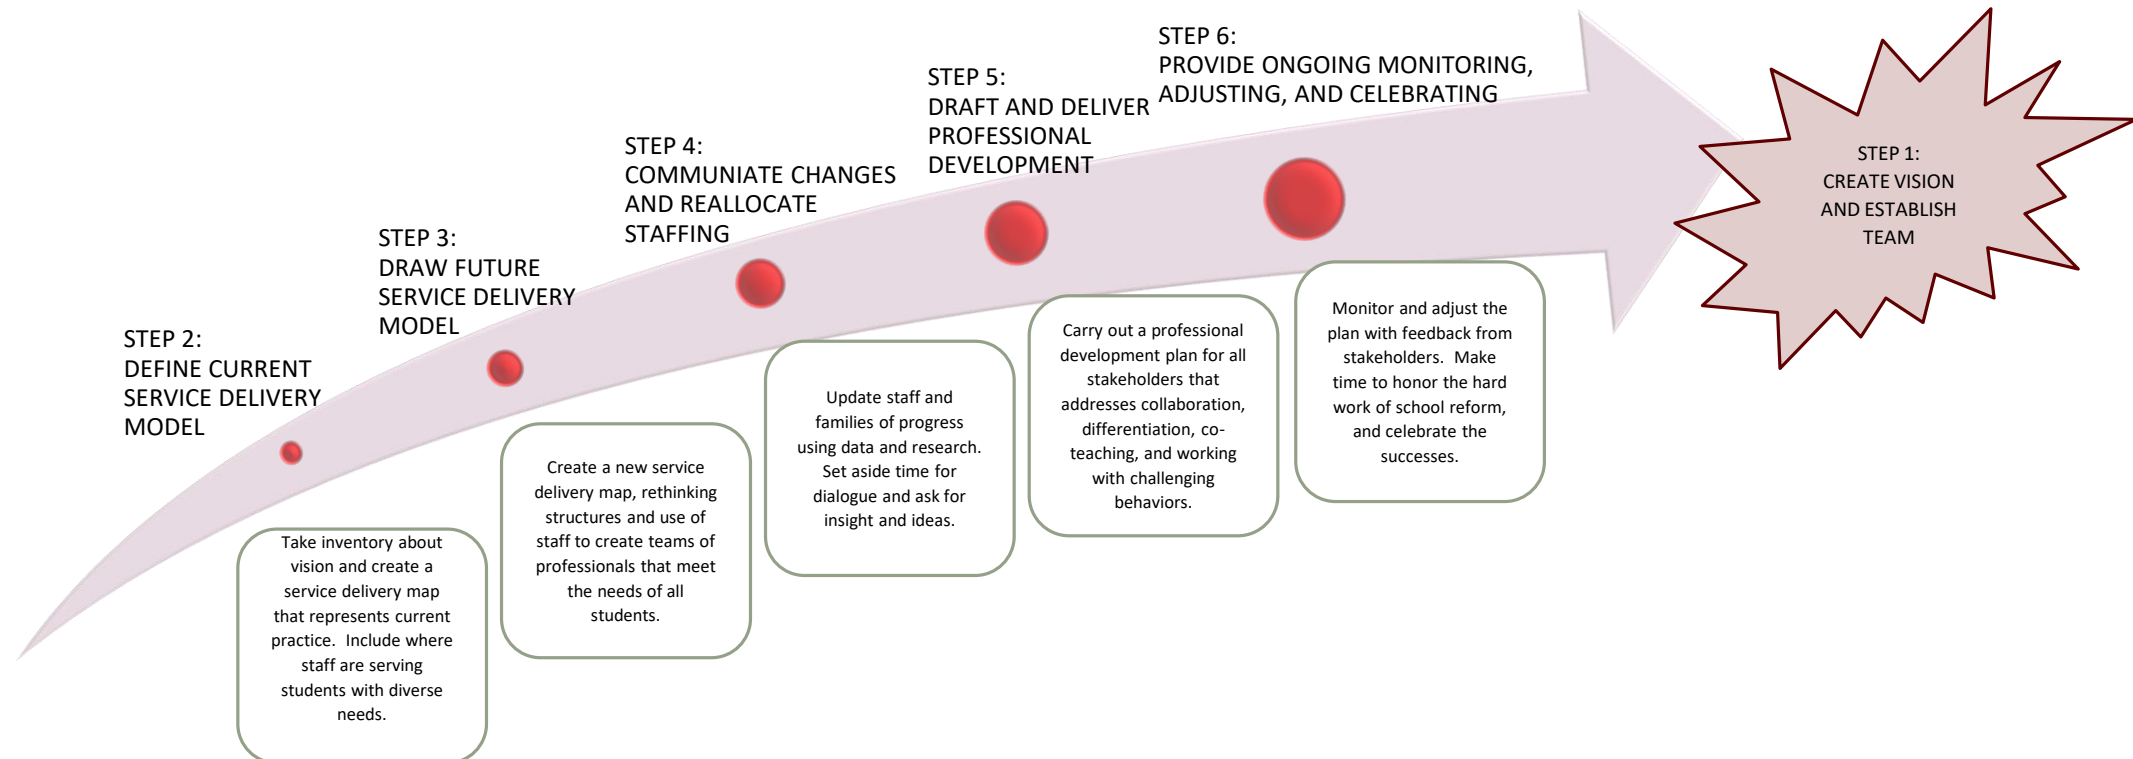 STEP 2:
DEFINE CURRENT
SERVICE DELIVERY
MODEL
Take inventory about
vision and create a
service delivery map
that represents current
practice.  Include where
staff are serving
students with diverse
needs.
STEP 3:
DRAW FUTURE
SERVICE DELIVERY
MODEL
Create a new service
delivery map, rethinking
structures and use of
staff to create teams of
professionals that meet
the needs of all
students.
STEP 4:
COMMUNIATE CHANGES
AND REALLOCATE
STAFFING
Update staff and
families of progress
using data and research.
Set aside time for
dialogue and ask for
insight and ideas.
STEP 5:
DRAFT AND DELIVER
PROFESSIONAL
DEVELOPMENT
Carry out a professional
development plan for all
stakeholders that
addresses collaboration,
differentiation, co-
teaching, and working
with challenging
behaviors.
STEP 6:
PROVIDE ONGOING MONITORING,
ADJUSTING, AND CELEBRATING
Monitor and adjust the
plan with feedback from
stakeholders.  Make
time to honor the hard
work of school reform,
and celebrate the
successes.
STEP 1:
CREATE VISION
AND ESTABLISH
TEAM